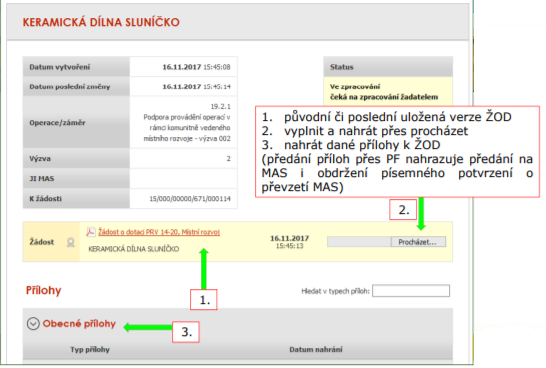 KERAMICKÁ DÍLNA SLUNÍČKO
Datum vytvoření 16.11.2017 15:45:08
Datum poslední změny 16.11.2017 15:45:14
Operace/záměr 19.2.1
Podpora provádění operací v
rámci komunitně vedeného
místního rozvoje - výzva 002
Výzva 2
JI MAS
K žádosti 15/000/00000/671/000114
Status
Ve zpracování
čeká na zpracování žadatelem
1. původní či poslední uložená verze ŽOD
2. vyplnit a nahrát přes procházet
3. nahrát dané přílohy k ŽOD
(předání příloh přes PF nahrazuje předání na
MAS i obdržení písemného potvrzení o
převzetí MAS)
2.
Žádost
Žádost o dotaci PRV 14-20, Místní rozvoj
KERAMICKÁ DÍLNA SLUNÍČKO
16.11.2017
15:45:13
Procházet...
1.
Přílohy
Hledat v typech příloh:
Obecné přílohy
3.
Typ přílohy Datum nahrání